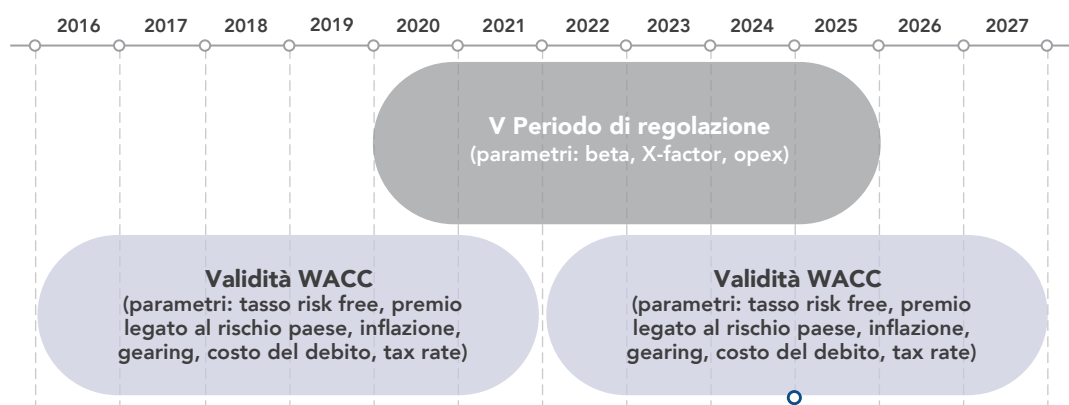 2016 2017 2018 2019 2020 2021 2022 2023 2024 2025 2026 2027
V Periodo di regolazione
(parametri: beta, X-factor, opex)
Validità WACC
(parametri: tasso risk free, premio
legato al rischio paese, inflazione,
gearing, costo del debito, tax rate)
Validità WACC
(parametri: tasso risk free, premio
legato al rischio paese, inflazione,
gearing, costo del debito, tax rate)